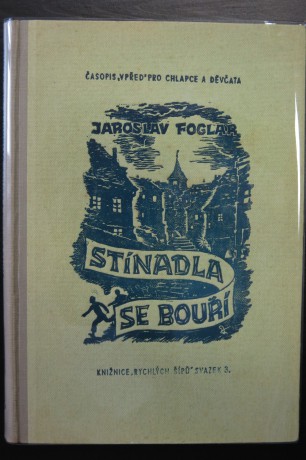 ČASOPIS „VPŘED" PRO CHLAPCE A DĚVČATA
JAROSLAV FOGLAR
STÍNADLA
SE BOUŘÍ
KNIŽNICE „RYCHLÝCH ŠÍPŮ" SVAZEK 3.